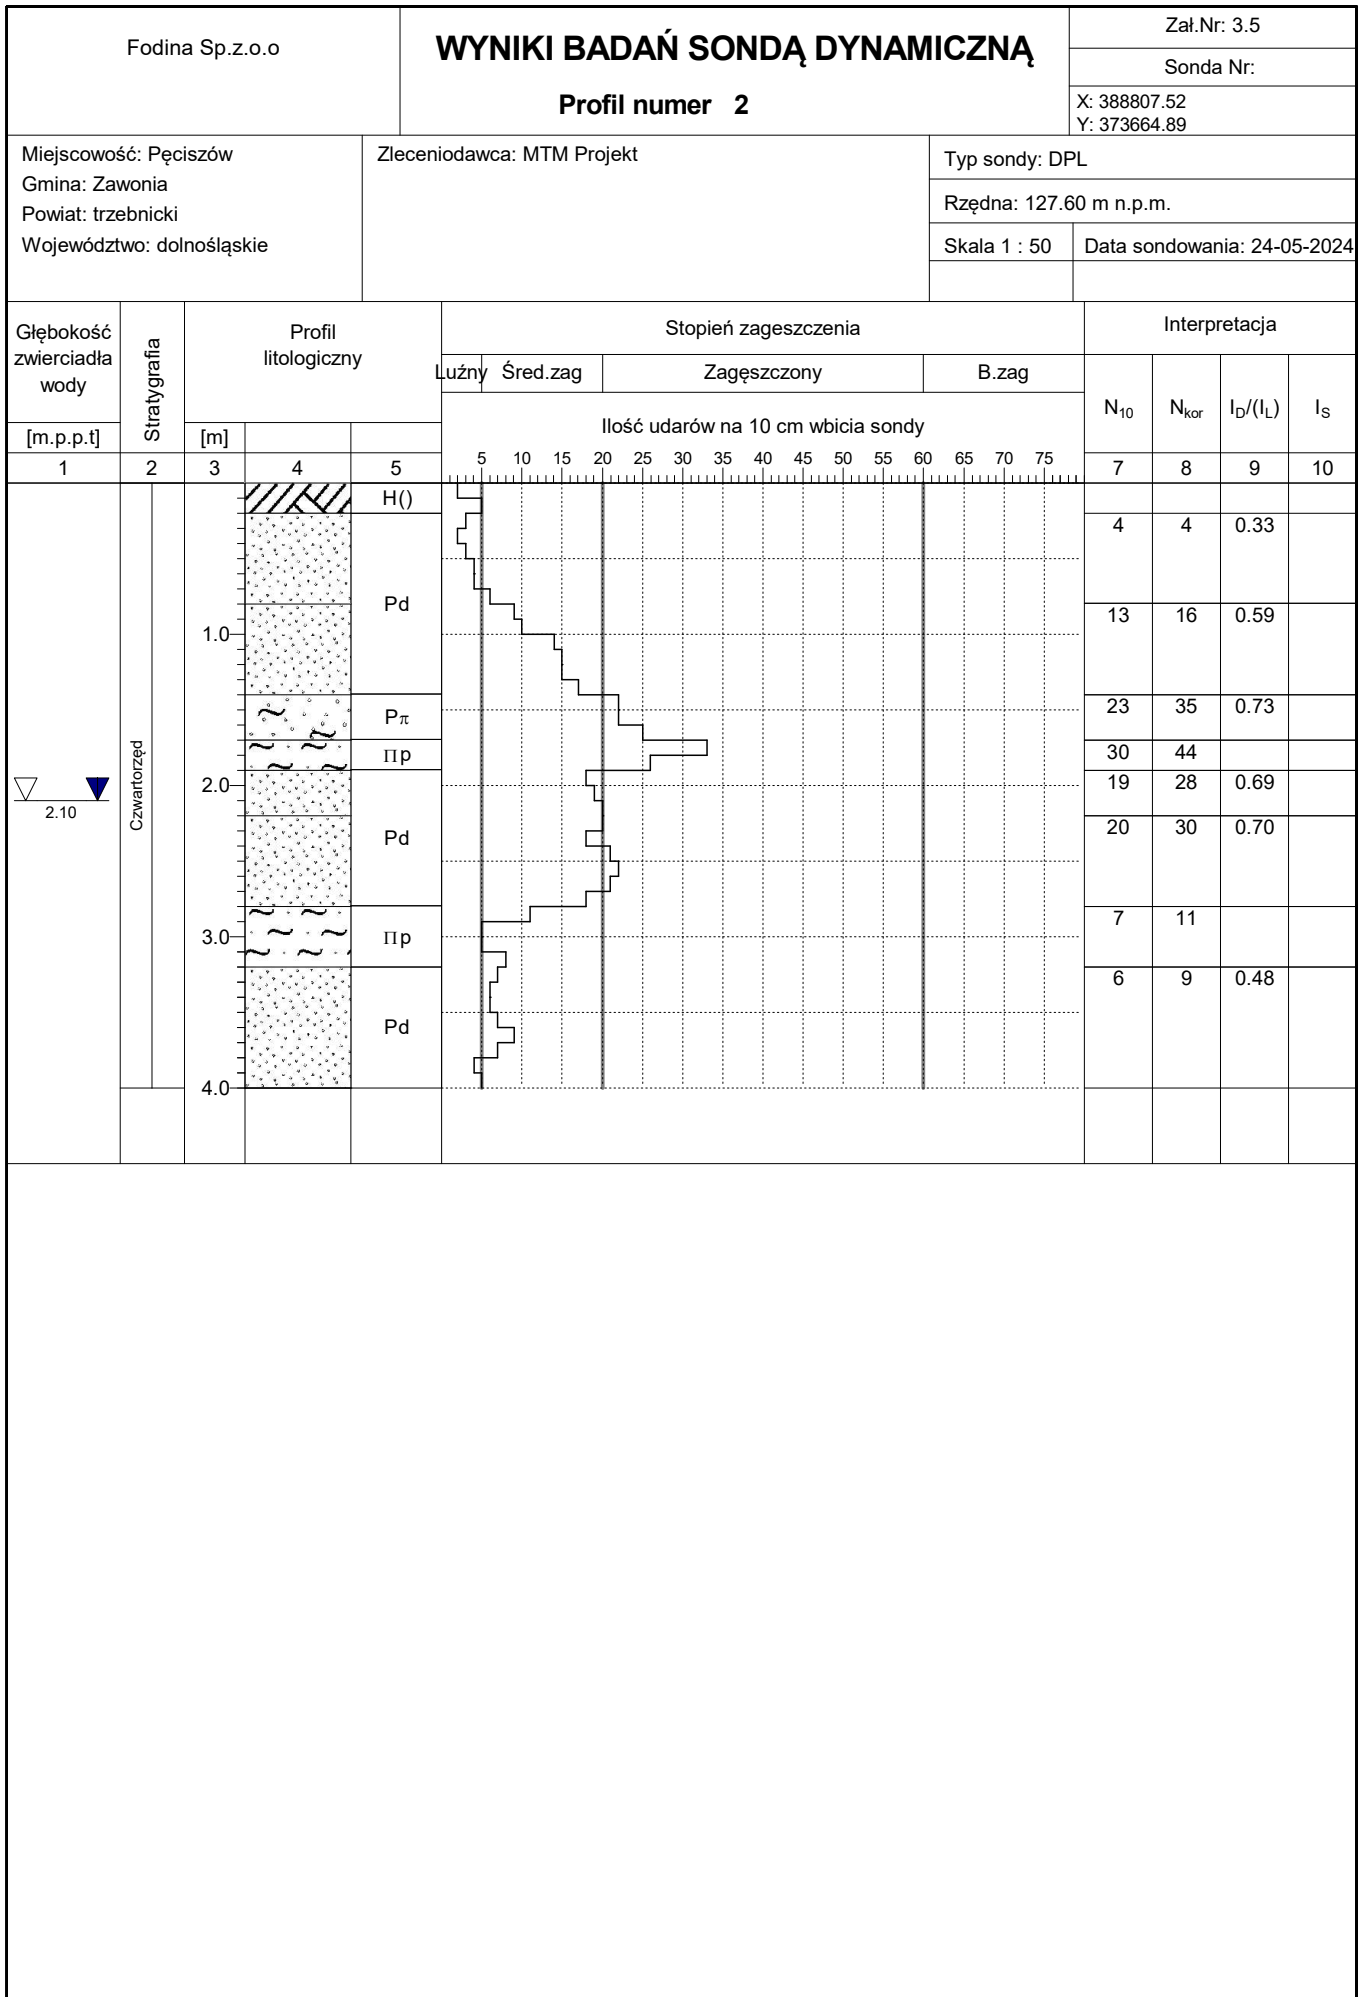 Fodina Sp.z.o.o
WYNIKI BADAŃ SONDĄ DYNAMICZNĄ
Profil numer 2
Zał.Nr: 3.5
Sonda Nr:
X: 388807.52
Y: 373664.89
Miejscowość: Pęciszów
Gmina: Zawonia
Powiat: trzebnicki
Województwo: dolnośląskie
Zleceniodawca: MTM Projekt
Typ sondy: DPL
Rzędna: 127.60 m n.p.m.
Skala 1 : 50
Data sondowania: 24-05-2024
Głębokość
zwierciadła
wody
[m.p.p.t]
Stratygrafia
Profil
litologiczny
[m]
Stopień zageszczenia
Luźny Śred.zag Zagęszczony B.zag
Ilość udarów na 10 cm wbicia sondy
5 10 15 20 25 30 35 40 45 50 55 60 65 70 75
Interpretacja
N10 Nkor ID/(IL) IS
1 2 3 4 5 7 8 9 10
H()
4 4 0.33
Pd
13 16 0.59
1.0
Pπ
23 35 0.73
Πp
30 44
Czwartorzęd
2.0
19 28 0.69
2.10
Pd
20 30 0.70
7 11
3.0
Πp
6 9 0.48
Pd
4.0